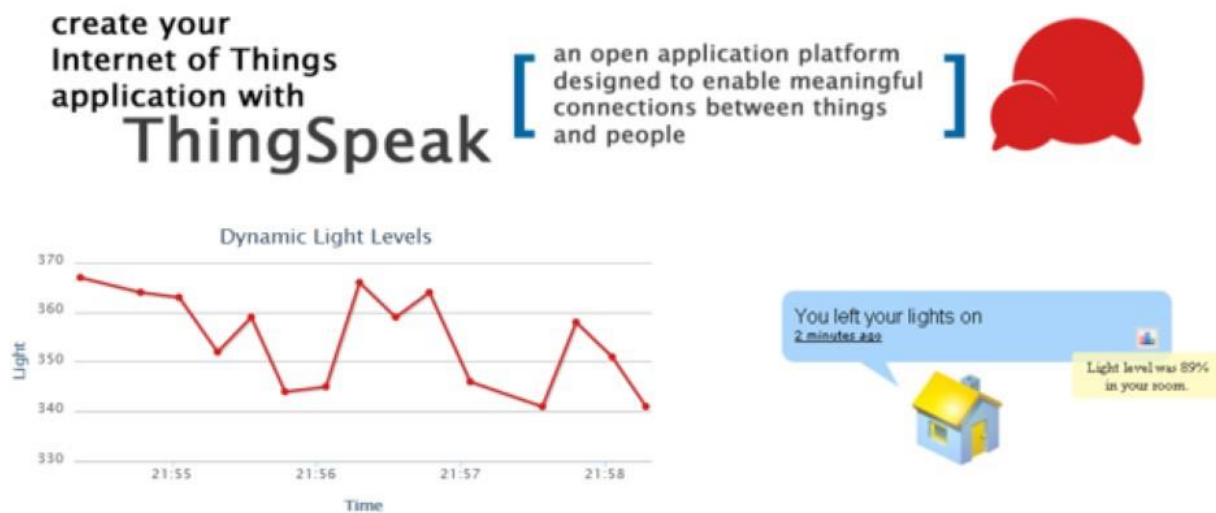 create your
Internet of Things
application with
ThingSpeak
an open application platform
designed to enable meaningful
connections between things
and people
Dynamic Light Levels
370
360
350
340
330
Light
21:55
21:56
21:57
21:58
Time
You left your lights on
2 minutes ago
Light level was 89%
in your room.